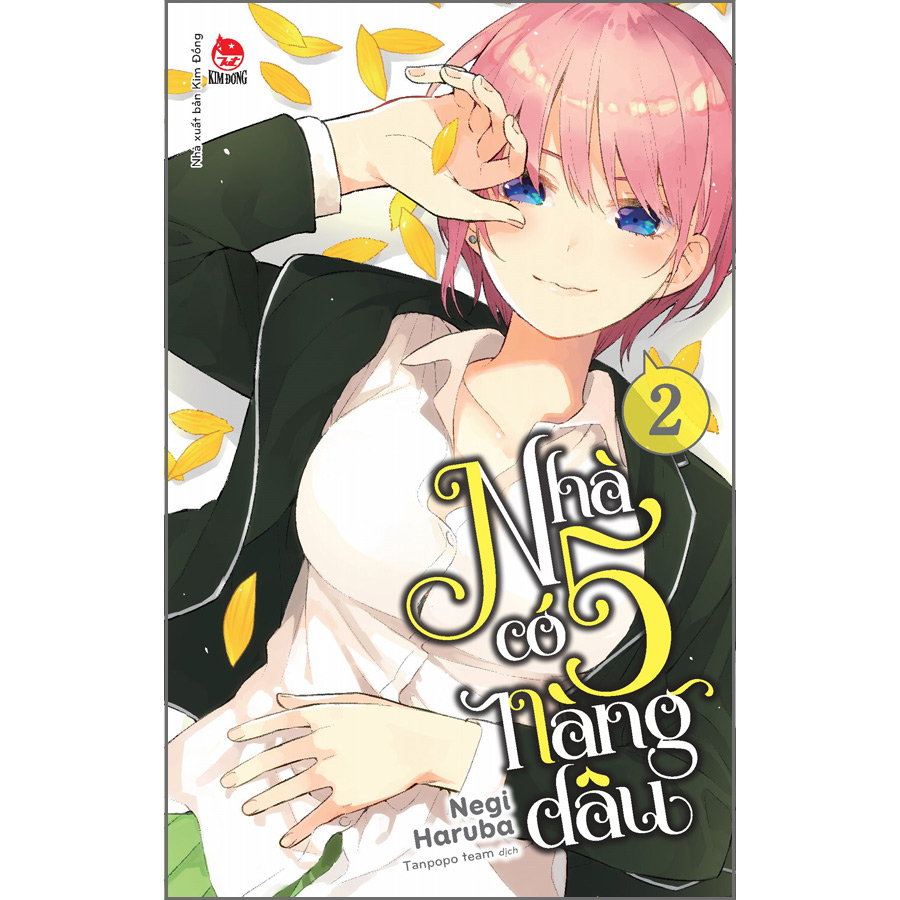 KIM ĐỒNG
Nhà xuất bản Kim Đồng
2
Nhà
có 5
nàng
dâu
Negi
Haruba
Tanpopo team dịch